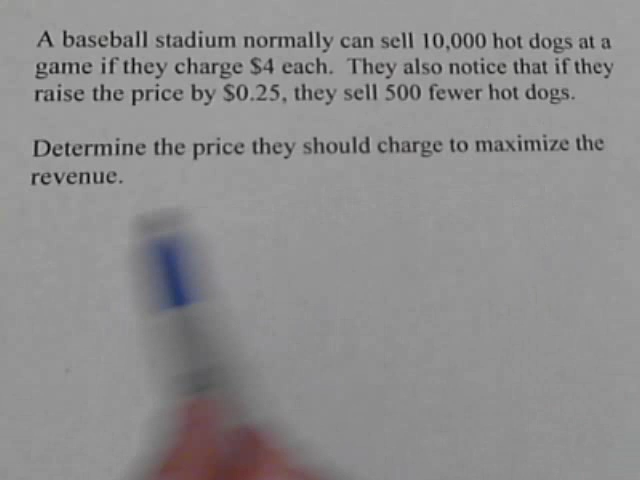 A baseball stadium normally can sell 10,000 hot dogs at a
game if they charge $4 each. They also notice that if they
raise the price by $0.25, they sell 500 fewer hot dogs.
Determine the price they should charge to maximize the
revenue.